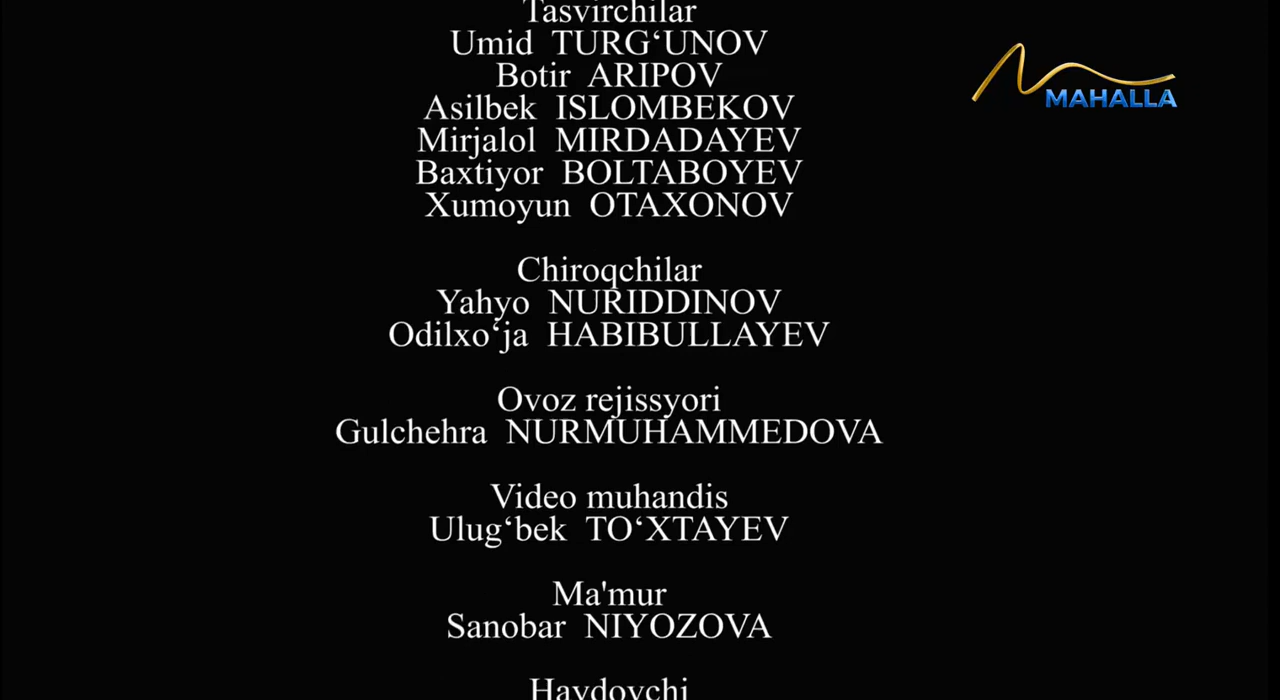 Tasvirchilar
Umid TURG‘UNOV
Botir ARIPOV
Asilbek ISLOMBEKOV
Mirjalol MIRDADAYEV
Baxtiyor BOLTABOYEV
Xumoyun OTAXONOV
Chiroqchilar
Yahyo NURIDDINOV
Odilxo‘ja HABIBULLAYEV
Ovoz rejissyori
Gulchehra NURMUHAMMEDOVA
Video muhandis
Ulug‘bek TO‘XTAYEV
Ma'mur
Sanobar NIYOZOVA
Haydovchi
MAHALLA